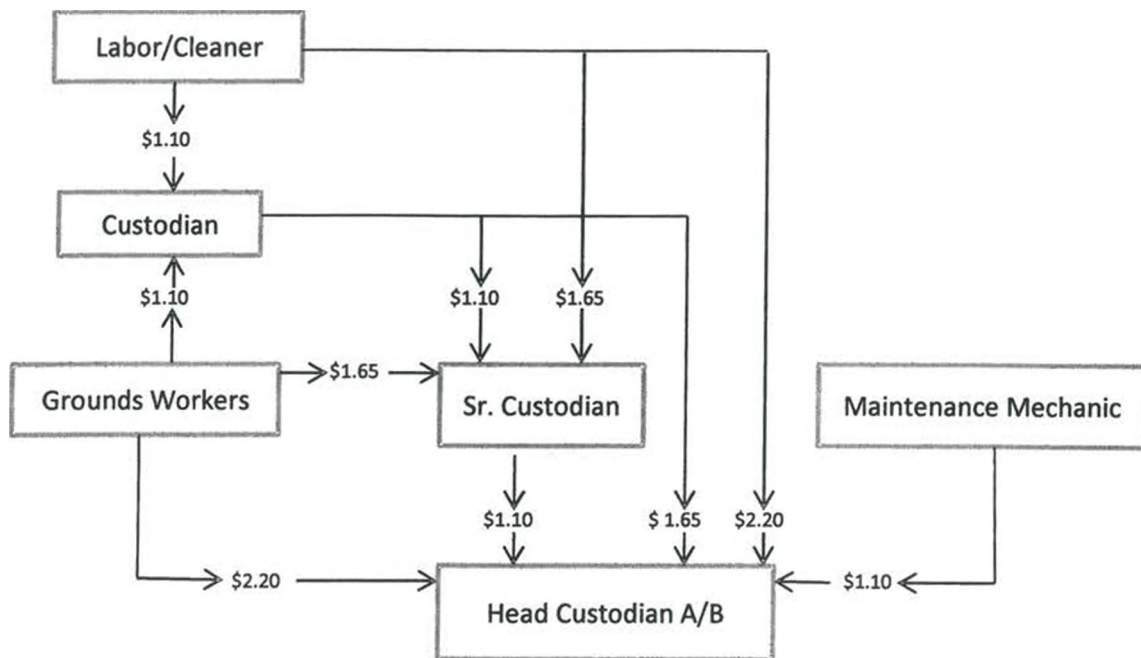 Labor/Cleaner
$1.10
Custodian
$1.10
$1.10
$1.65
Grounds Workers
$1.65
Sr. Custodian
Maintenance Mechanic
$1.10
$ 1.65
$2.20
$2.20
$1.10
Head Custodian A/B